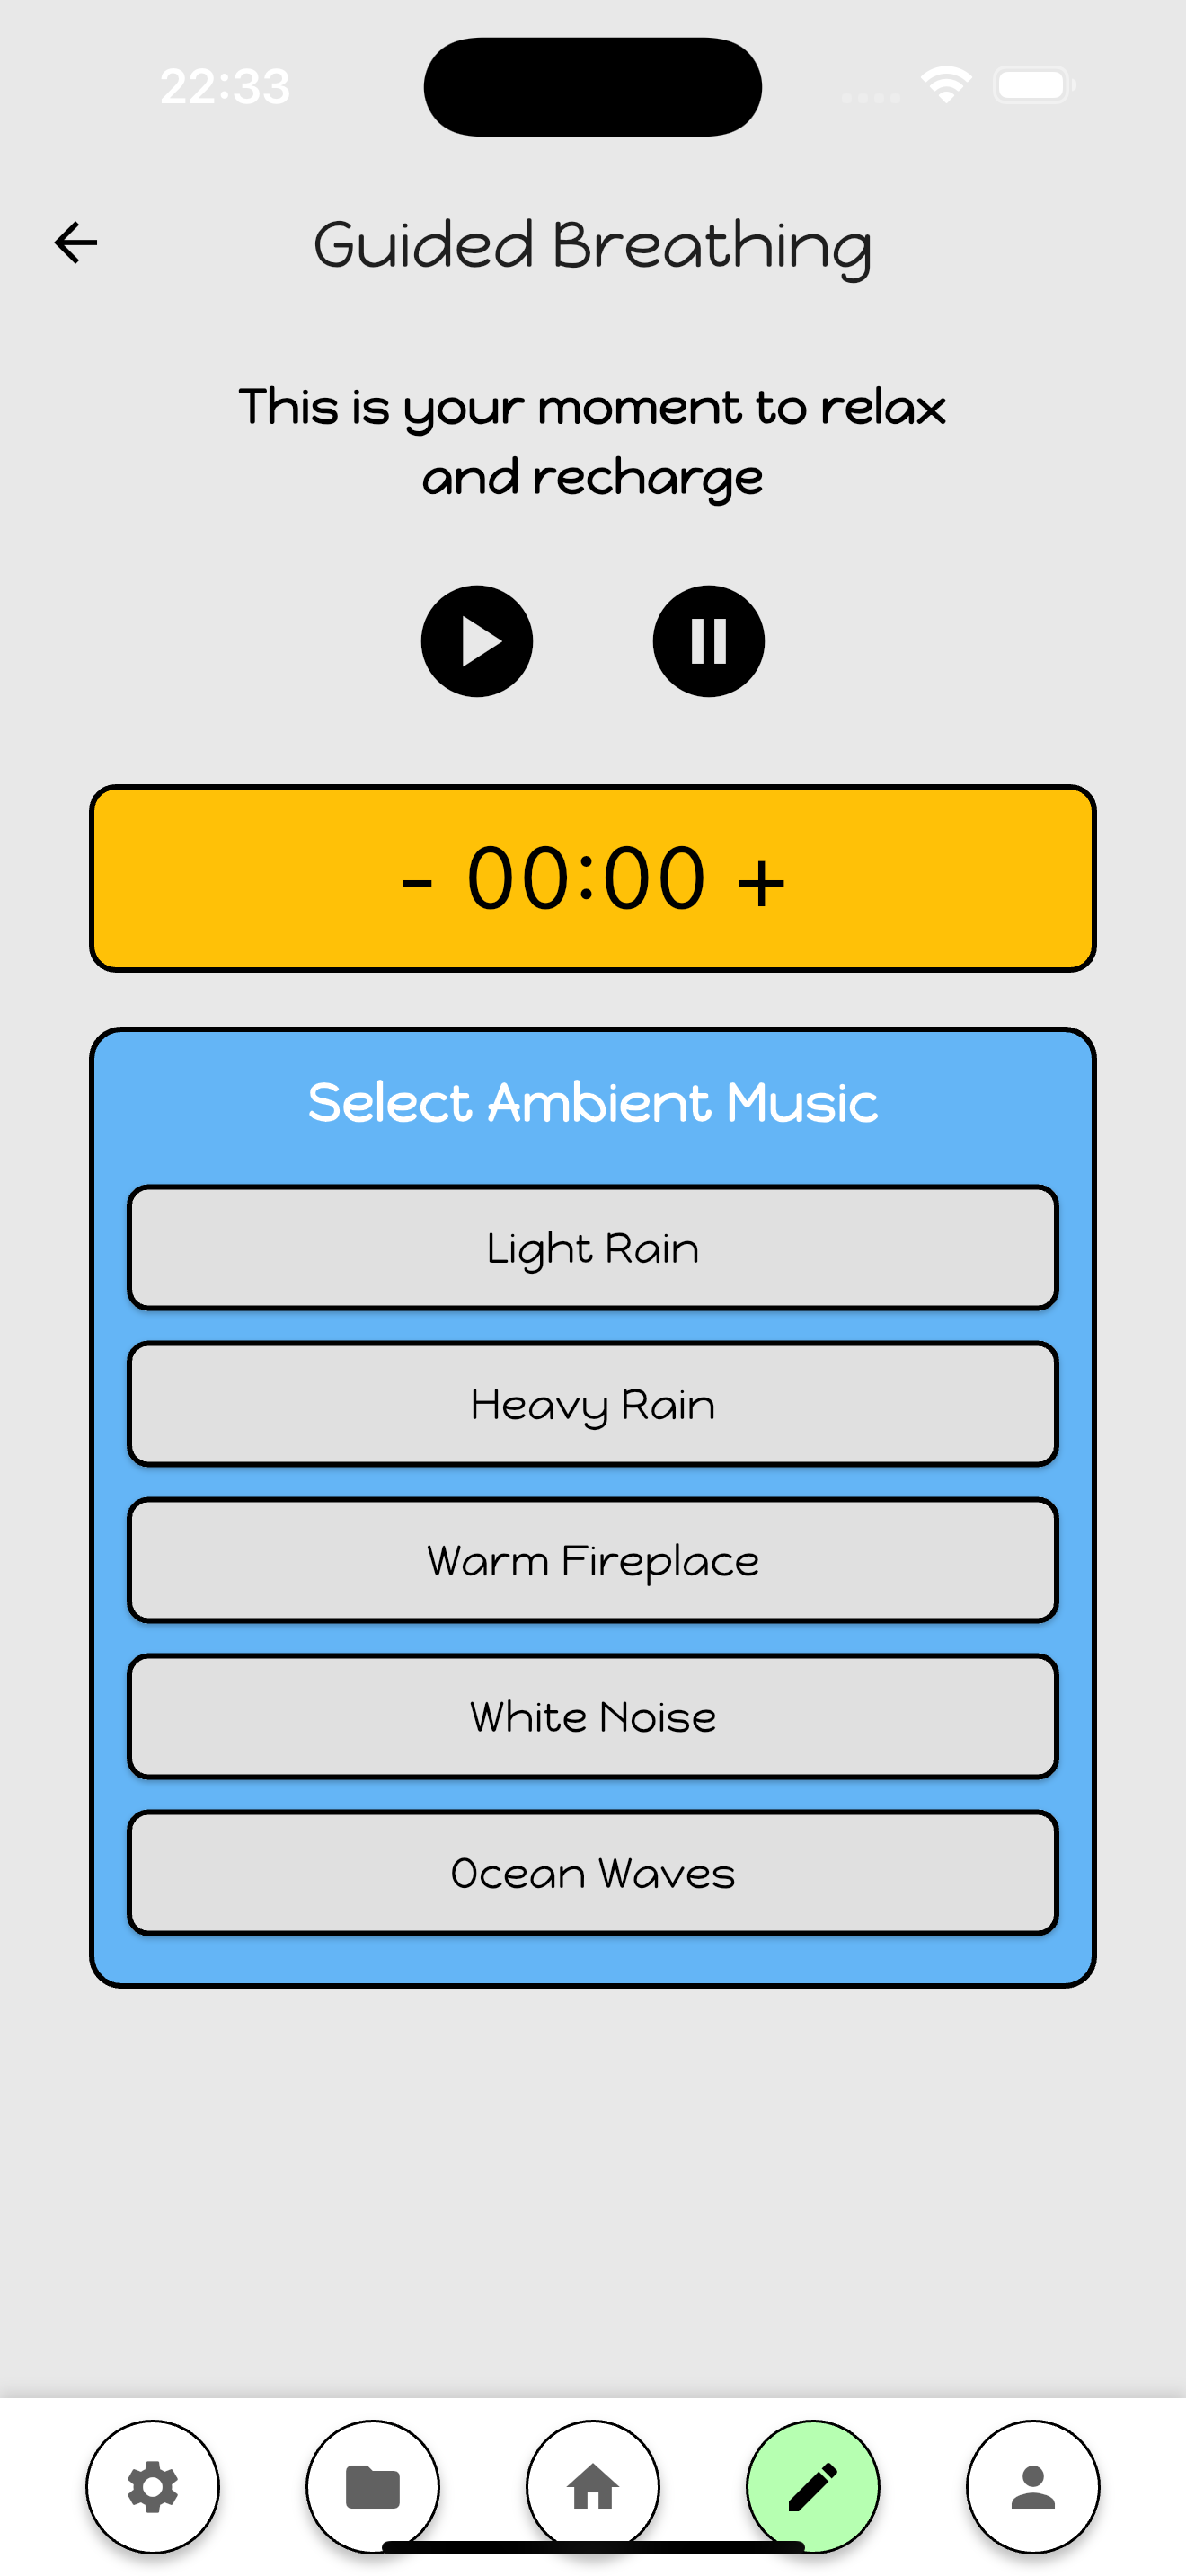 22:33
Guided Breathing
This is your moment to relax
and recharge
- 00:00 +
Select Ambient Music
Light Rain
Heavy Rain
Warm Fireplace
White Noise
Ocean Waves